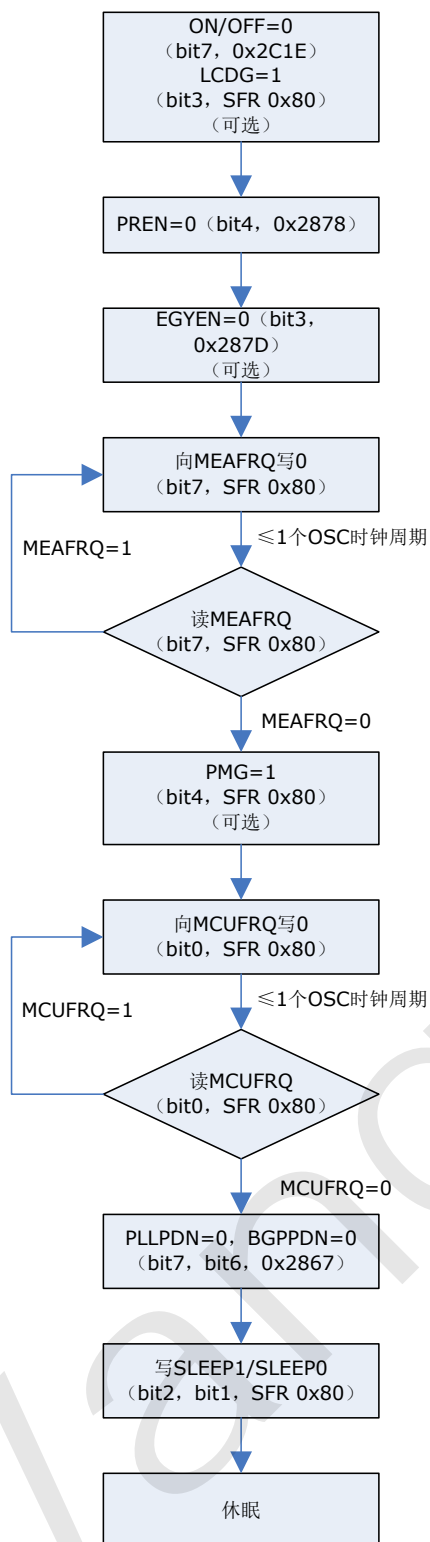 ON/OFF=0
（bit7，0x2C1E）
LCDG=1
（bit3，SFR 0x80）
（可选）
PREN=0（bit4，0x2878）
EGYEN=0（bit3，
0x287D）
（可选）
向MEAFRQ写0
（bit7，SFR 0x80）
≤1个OSC时钟周期
MEAFRQ=1
读MEAFRQ
（bit7，SFR 0x80）
MEAFRQ=0
PMG=1
（bit4，SFR 0x80）
（可选）
向MCUFRQ写0
（bit0，SFR 0x80）
≤1个OSC时钟周期
MCUFRQ=1
读MCUFRQ
（bit0，SFR 0x80）
MCUFRQ=0
PLLPDN=0，BGPPDN=0
（bit7，bit6，0x2867）
写SLEEP1/SLEEP0
（bit2，bit1，SFR 0x80）
休眠